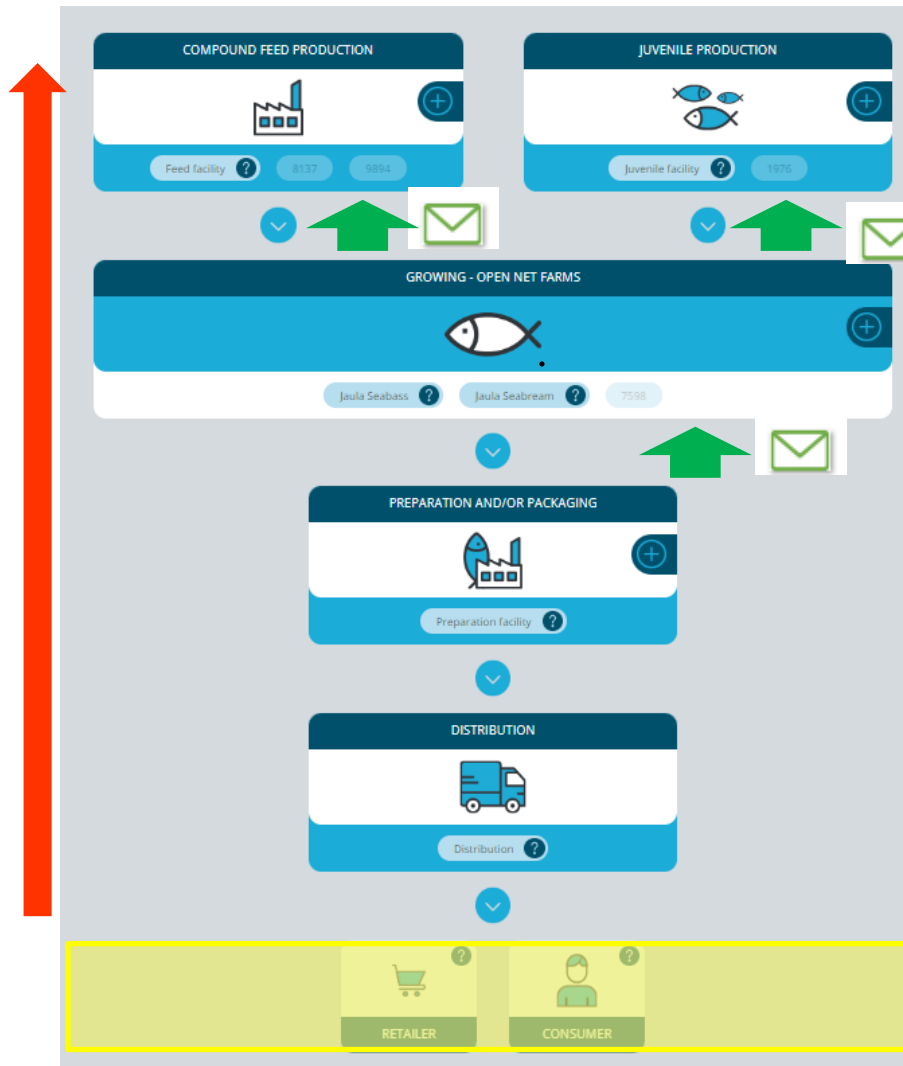 COMPOUND FEED PRODUCTION
JUVENILE PRODUCTION
Feed facility ? 8137 9894
Juvenile facility ? 1976
GROWING - OPEN NET FARMS
Jaula Seabass ? Jaula Seabream ? 7598
PREPARATION AND/OR PACKAGING
Preparation facility ?
DISTRIBUTION
Distribution ?
? ?
RETAILER CONSUMER